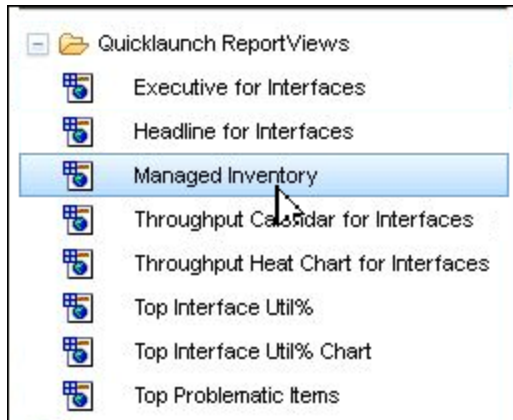 Quicklaunch ReportViews
Executive for Interfaces
Headline for Interfaces
Managed Inventory
Throughput Calendar for Interfaces
Throughput Heat Chart for Interfaces
Top Interface Util%
Top Interface Util% Chart
Top Problematic Items